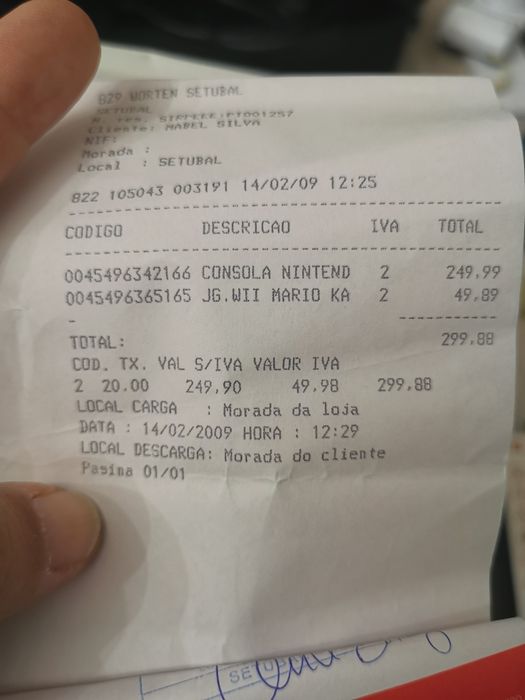 829 WORTEN SETUBAL
SETUBAL
Cliente: MABEL SILVA
NIF:
Morada :
Local : SETUBAL
822 105043 003191 14/02/09 12:25
CODIGO DESCRICAO IVA TOTAL
0045496342166 CONSOLA NINTEND 2 249,99
0045496365165 JG.WII MARIO KA 2 49,89
-
TOTAL: 299,88
COD. TX. VAL S/IVA VALOR IVA
2 20.00 249,90 49,98 299,88
LOCAL CARGA : Morada da loja
DATA : 14/02/2009 HORA : 12:29
LOCAL DESCARGA: Morada do cliente
Pagina 01/01